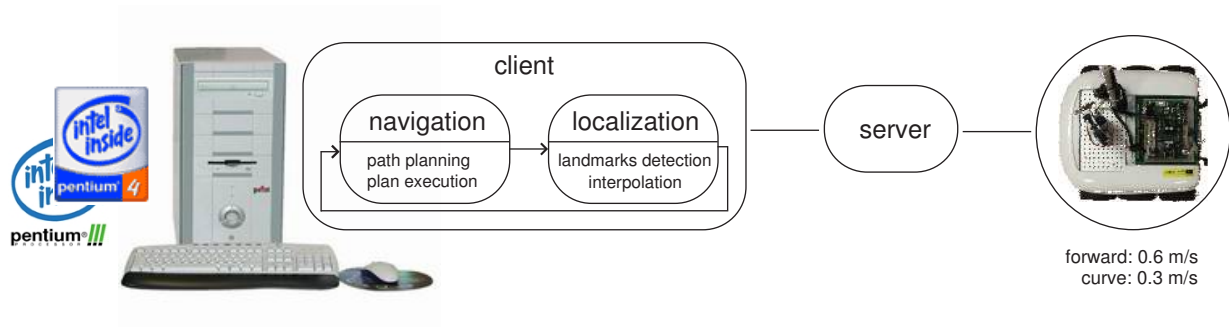 client
navigation
path planning
plan execution
localization
landmarks detection
interpolation
server
forward: 0.6 m/s
curve: 0.3 m/s
intel
inside
pentium® 4
pentium® III
PROCESSOR